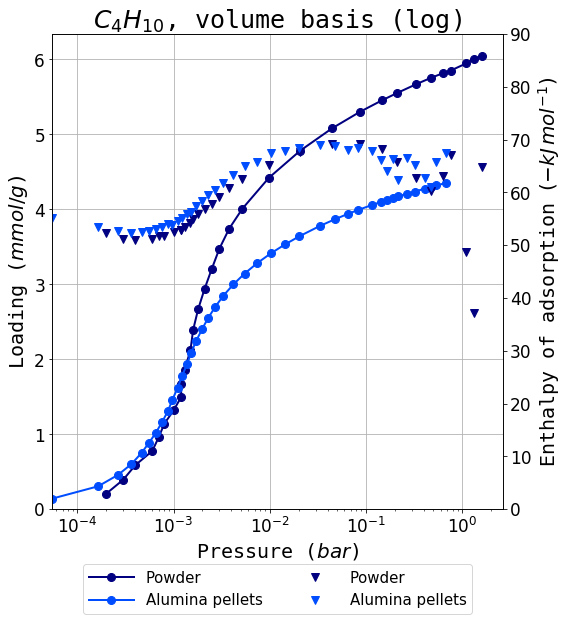 C₄H₁₀, volume basis (log)
Loading (mmol/g)
6
5
4
3
2
1
0
90
80
70
60
50
40
30
20
10
0
Enthalpy of adsorption (−kJ mol⁻¹)
10⁻⁴ 10⁻³ 10⁻² 10⁻¹ 10⁰
Pressure (bar)
Powder Powder
Alumina pellets Alumina pellets